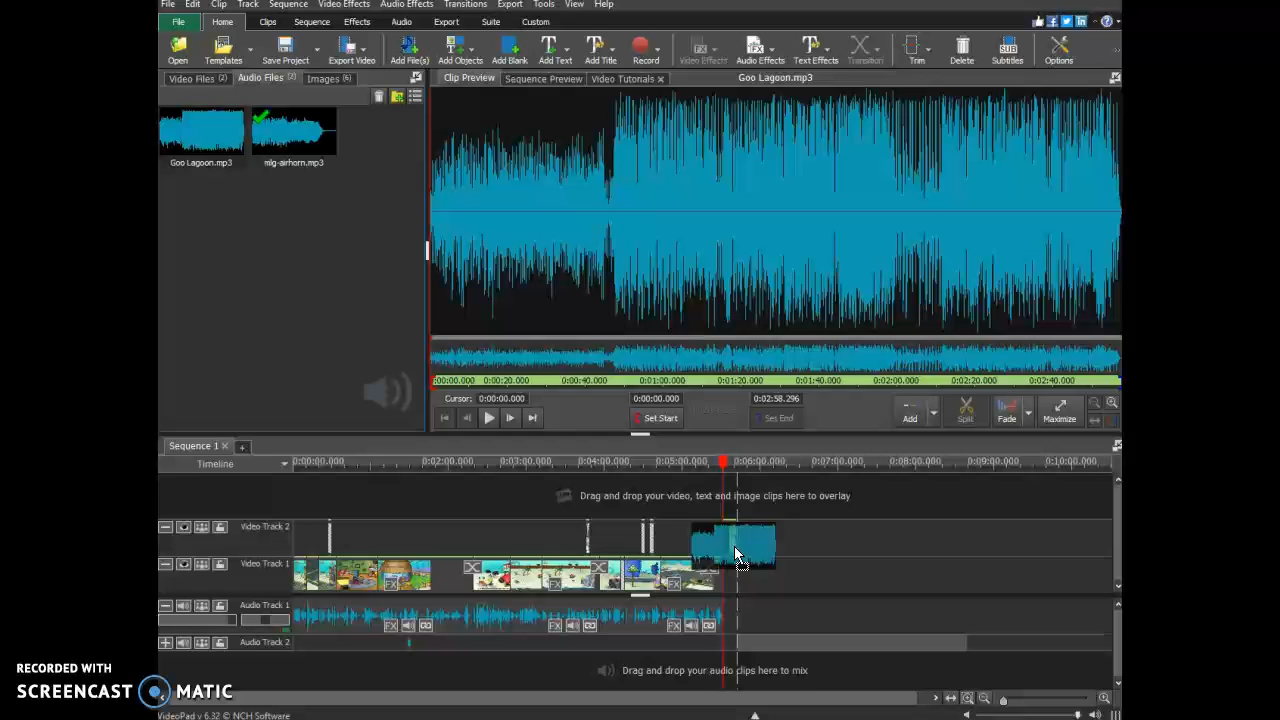 File Edit Clip Track Sequence Video Effects Audio Effects Transitions Export Tools View Help
File Home Clips Sequence Effects Audio Export Suite Custom
Open Templates Save Project Export Video Add File(s) Add Objects Add Blank Add Text Add Title Record Video Effects Audio Effects Text Effects Transition Trim Delete Subtitles Options
Video Files (2) Audio Files (2) Images (6) Clip Preview Sequence Preview Video Tutorials Goo Lagoon.mp3
Goo Lagoon.mp3 mlg-airhorn.mp3
:00:00.000 0:00:20.000 0:00:40.000 0:01:00.000 0:01:20.000 0:01:40.000 0:02:00.000 0:02:20.000 0:02:40.000
Cursor: 0:00:00.000 0:00:00.000 0:02:58.296
Set Start Set End Add Split Fade Maximize
Sequence 1
Timeline 0:00:00.000 0:02:00.000 0:03:00.000 0:04:00.000 0:05:00.000 0:06:00.000 0:07:00.000 0:08:00.000 0:09:00.000 0:10:00.000
Drag and drop your video, text and image clips here to overlay
Video Track 2
Video Track 1
FX FX FX
Audio Track 1
FX FX FX
Audio Track 2
Drag and drop your audio clips here to mix
RECORDED WITH
SCREENCAST MATIC
VideoPad v 6.32 © NCH Software